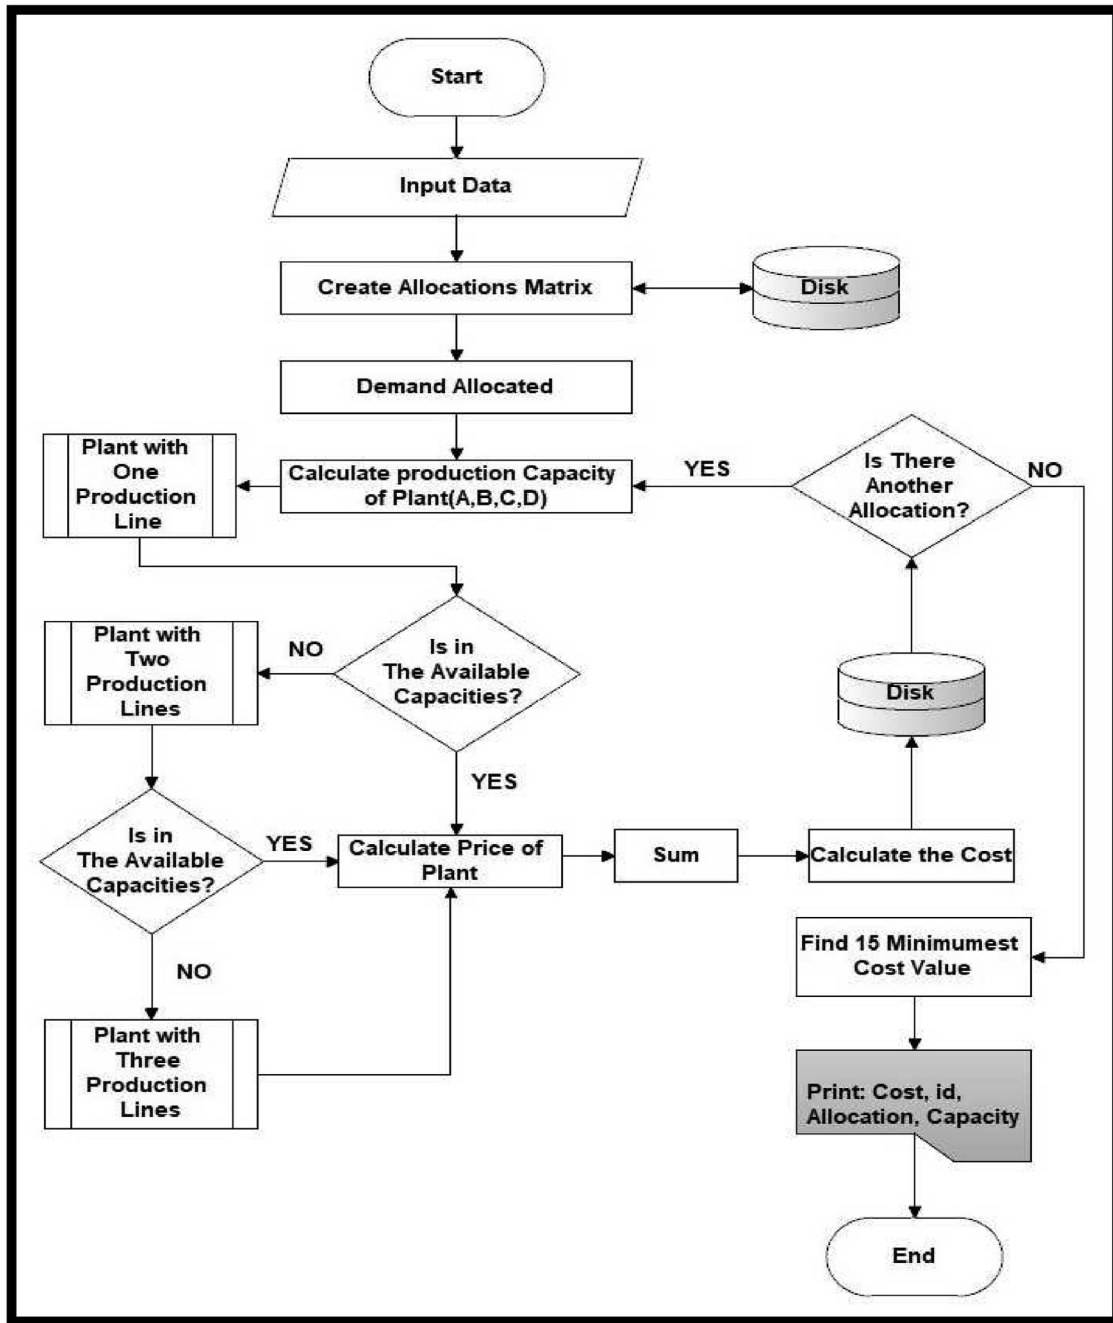 Start
Input Data
Create Allocations Matrix
Disk
Demand Allocated
Plant with
One
Production
Line
Calculate production Capacity
of Plant(A,B,C,D)
YES
Is There
Another
Allocation?
NO
Plant with
Two
Production
Lines
NO
Is in
The Available
Capacities?
Disk
YES
Is in
The Available
Capacities?
YES
Calculate Price of
Plant
Sum
Calculate the Cost
NO
Find 15 Minimumest
Cost Value
Plant with
Three
Production
Lines
Print: Cost, id,
Allocation, Capacity
End